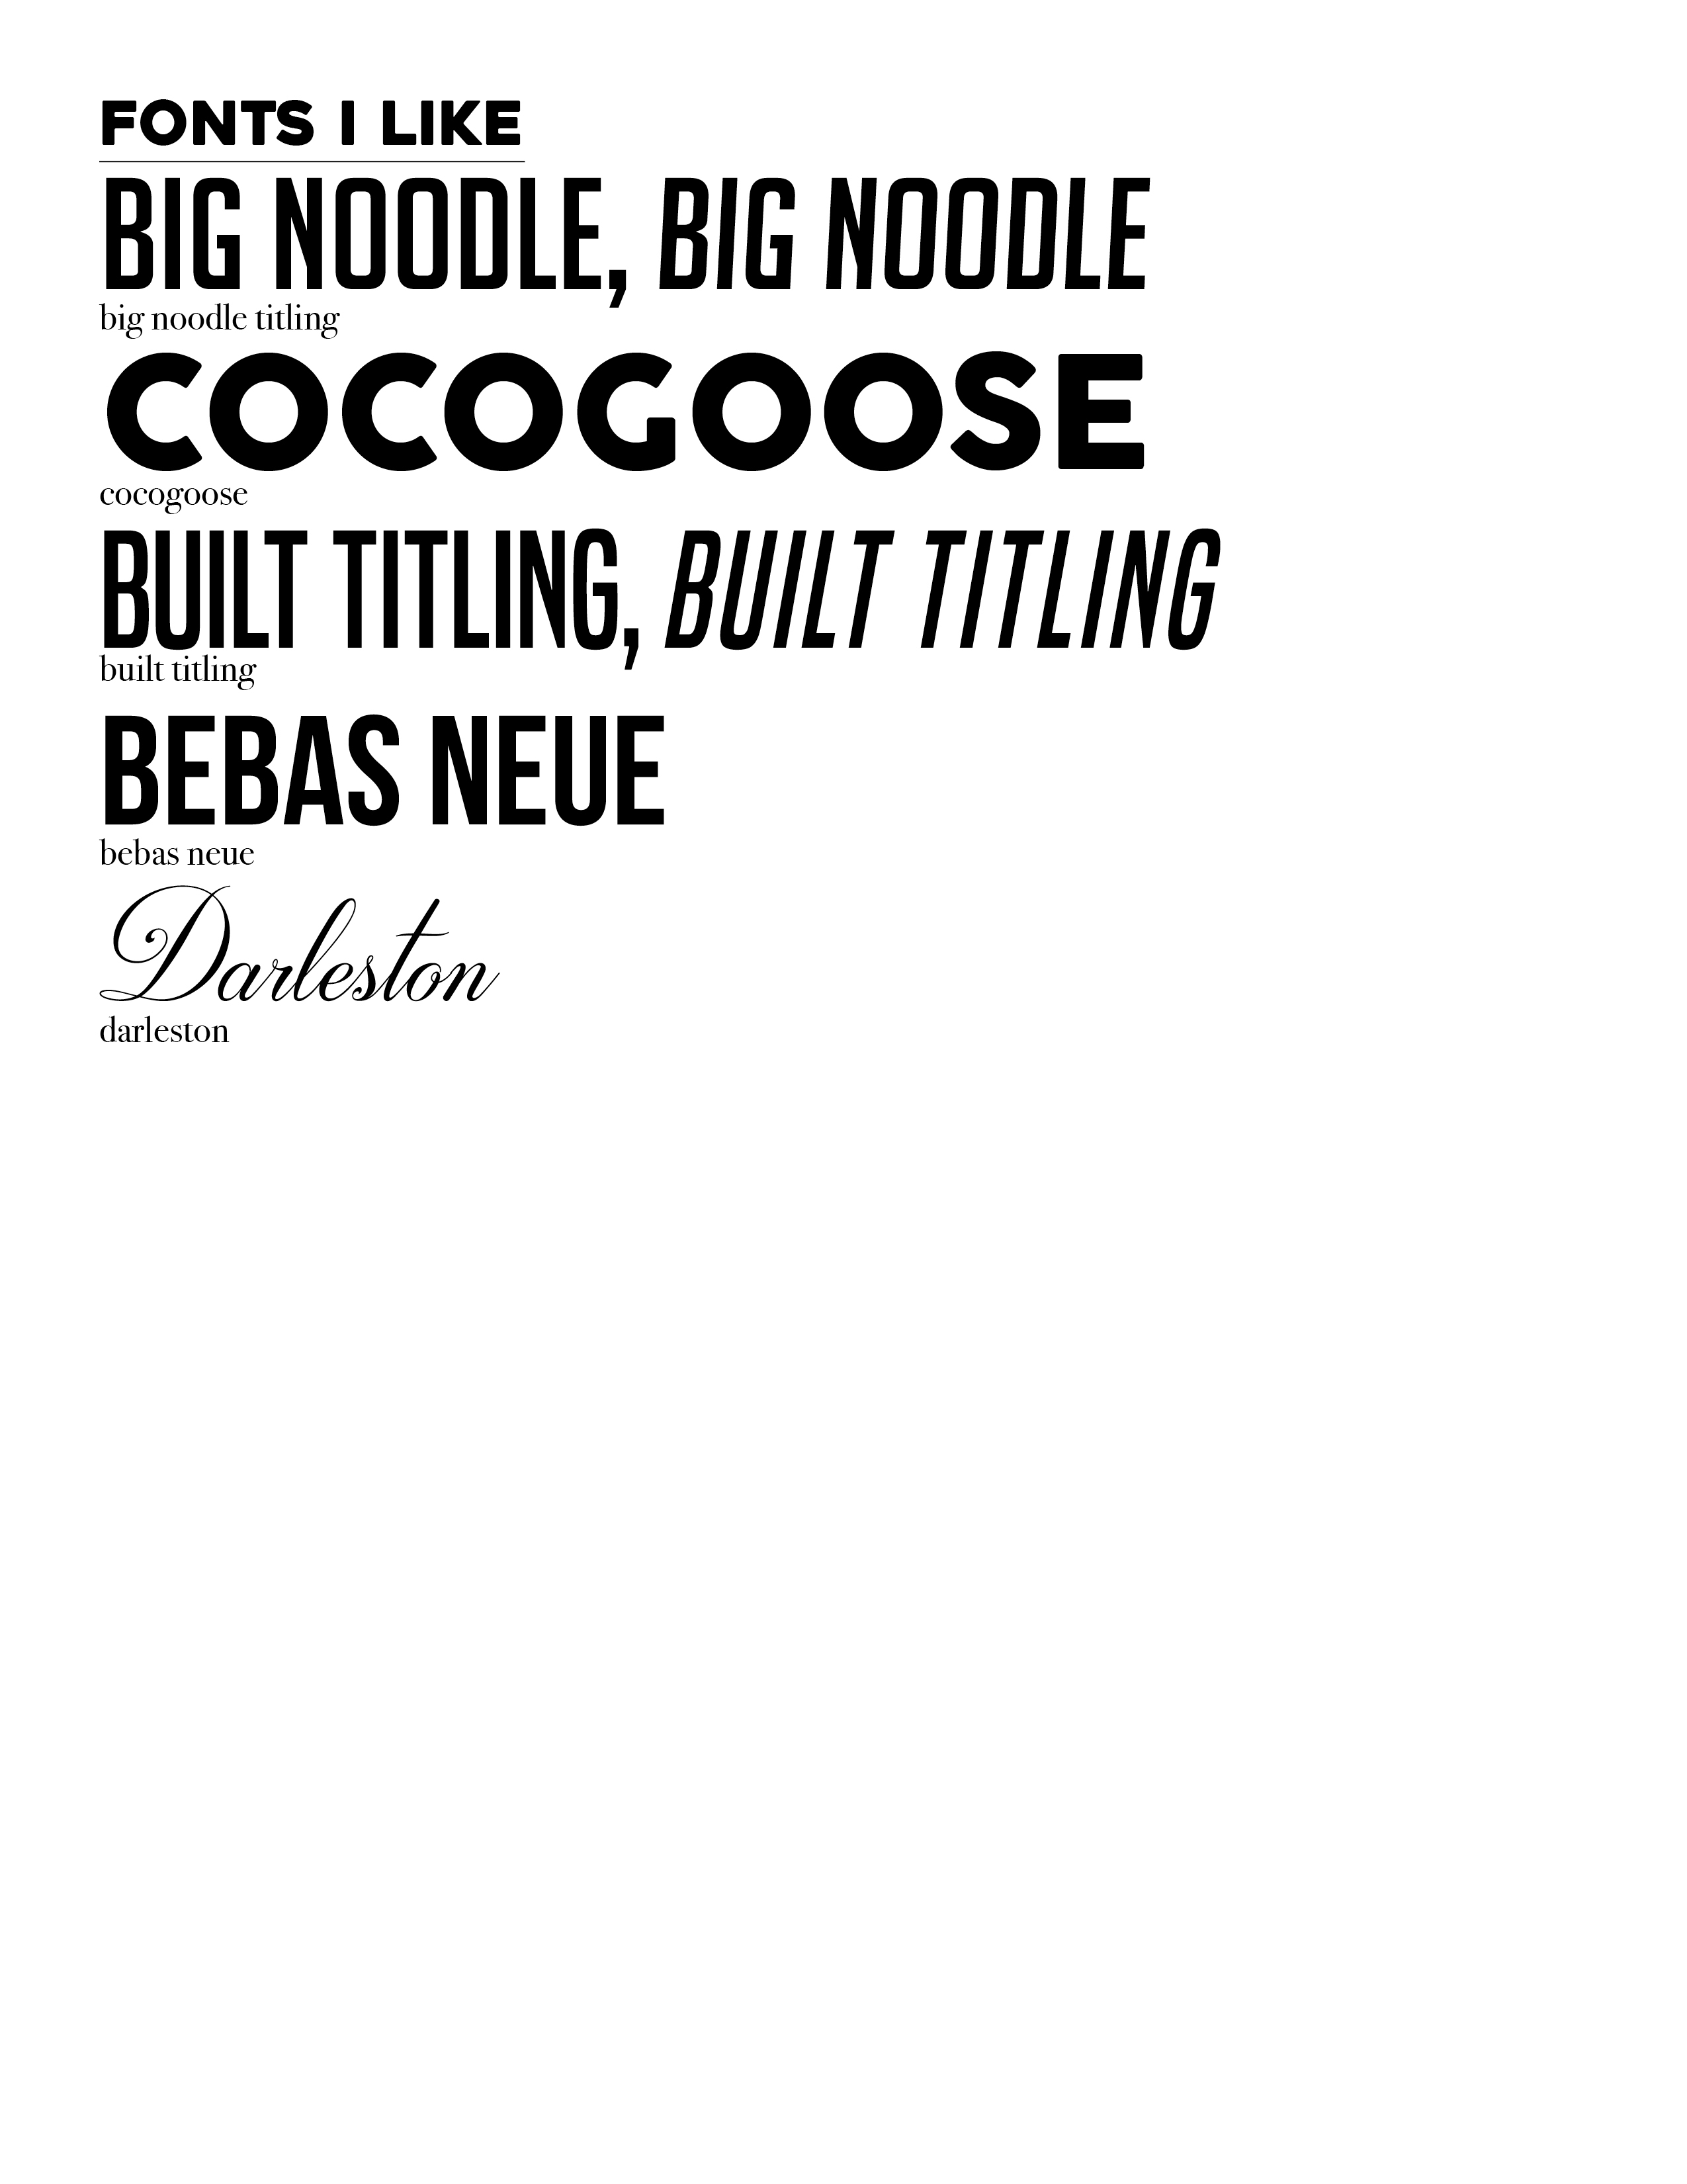 FONTS I LIKE
BIG NOODLE, BIG NOODLE
big noodle titling
COCOGOOSE
cocogoose
BUILT TITLING, BUILT TITLING
built titling
BEBAS NEUE
bebas neue
Darleston
darleston